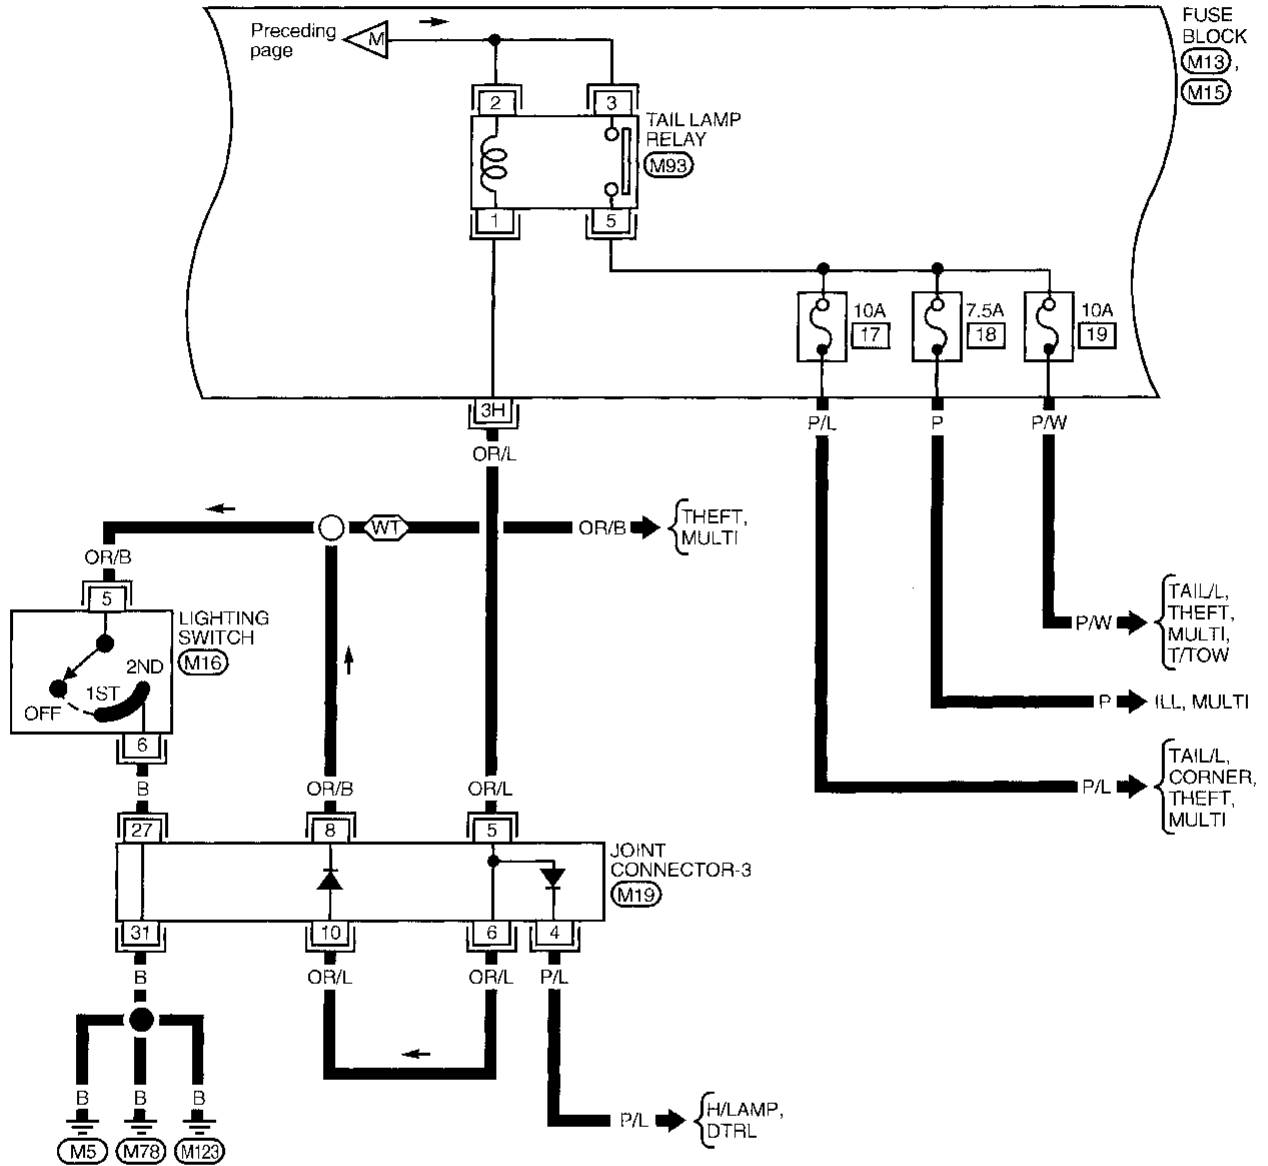 Preceding
page
M
FUSE
BLOCK
M13,
M15
2
3
TAIL LAMP
RELAY
M93
1
5
10A
17
7.5A
18
10A
19
3H
OR/L
P/L
P
P/W
WT
OR/B
THEFT,
MULTI
OR/B
5
LIGHTING
SWITCH
M16
2ND
1ST
OFF
6
B
P/W
TAIL/L,
THEFT,
MULTI,
T/TOW
P
ILL, MULTI
P/L
TAIL/L,
CORNER,
THEFT,
MULTI
OR/B
OR/L
27
8
5
JOINT
CONNECTOR-3
M19
31
10
6
4
B
OR/L
OR/L
P/L
B
B
B
M5
M78
M123
P/L
H/LAMP,
DTRL